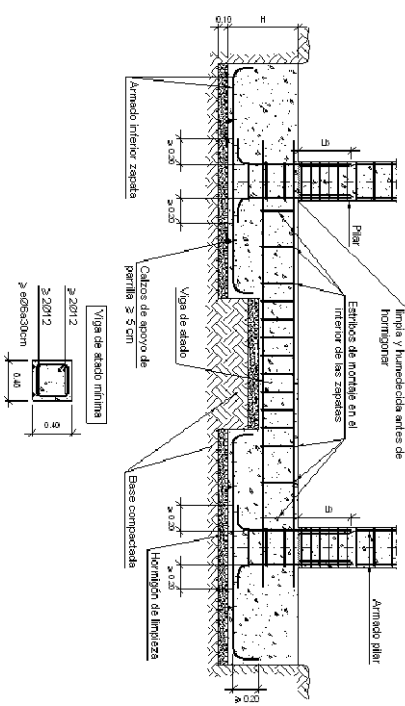 limpia y humedecida antes de
hormigonar
Pilar
Armado pilar
Lb
Lb
Estribos de montaje en el
interior de las zapatas
H
0.10
≥ 0.20
≥ 0.20
≥ 0.20
≥ 0.20
≥ 0.20
Armado inferior zapata
Calzos de apoyo de
parrilla ≥ 5 cm
Viga de atado
Base compactada
Hormigón de limpieza
Viga de atado mínima
≥ 2Ø12
≥ 2Ø12
≥ eØ6a30cm
0.40
0.40